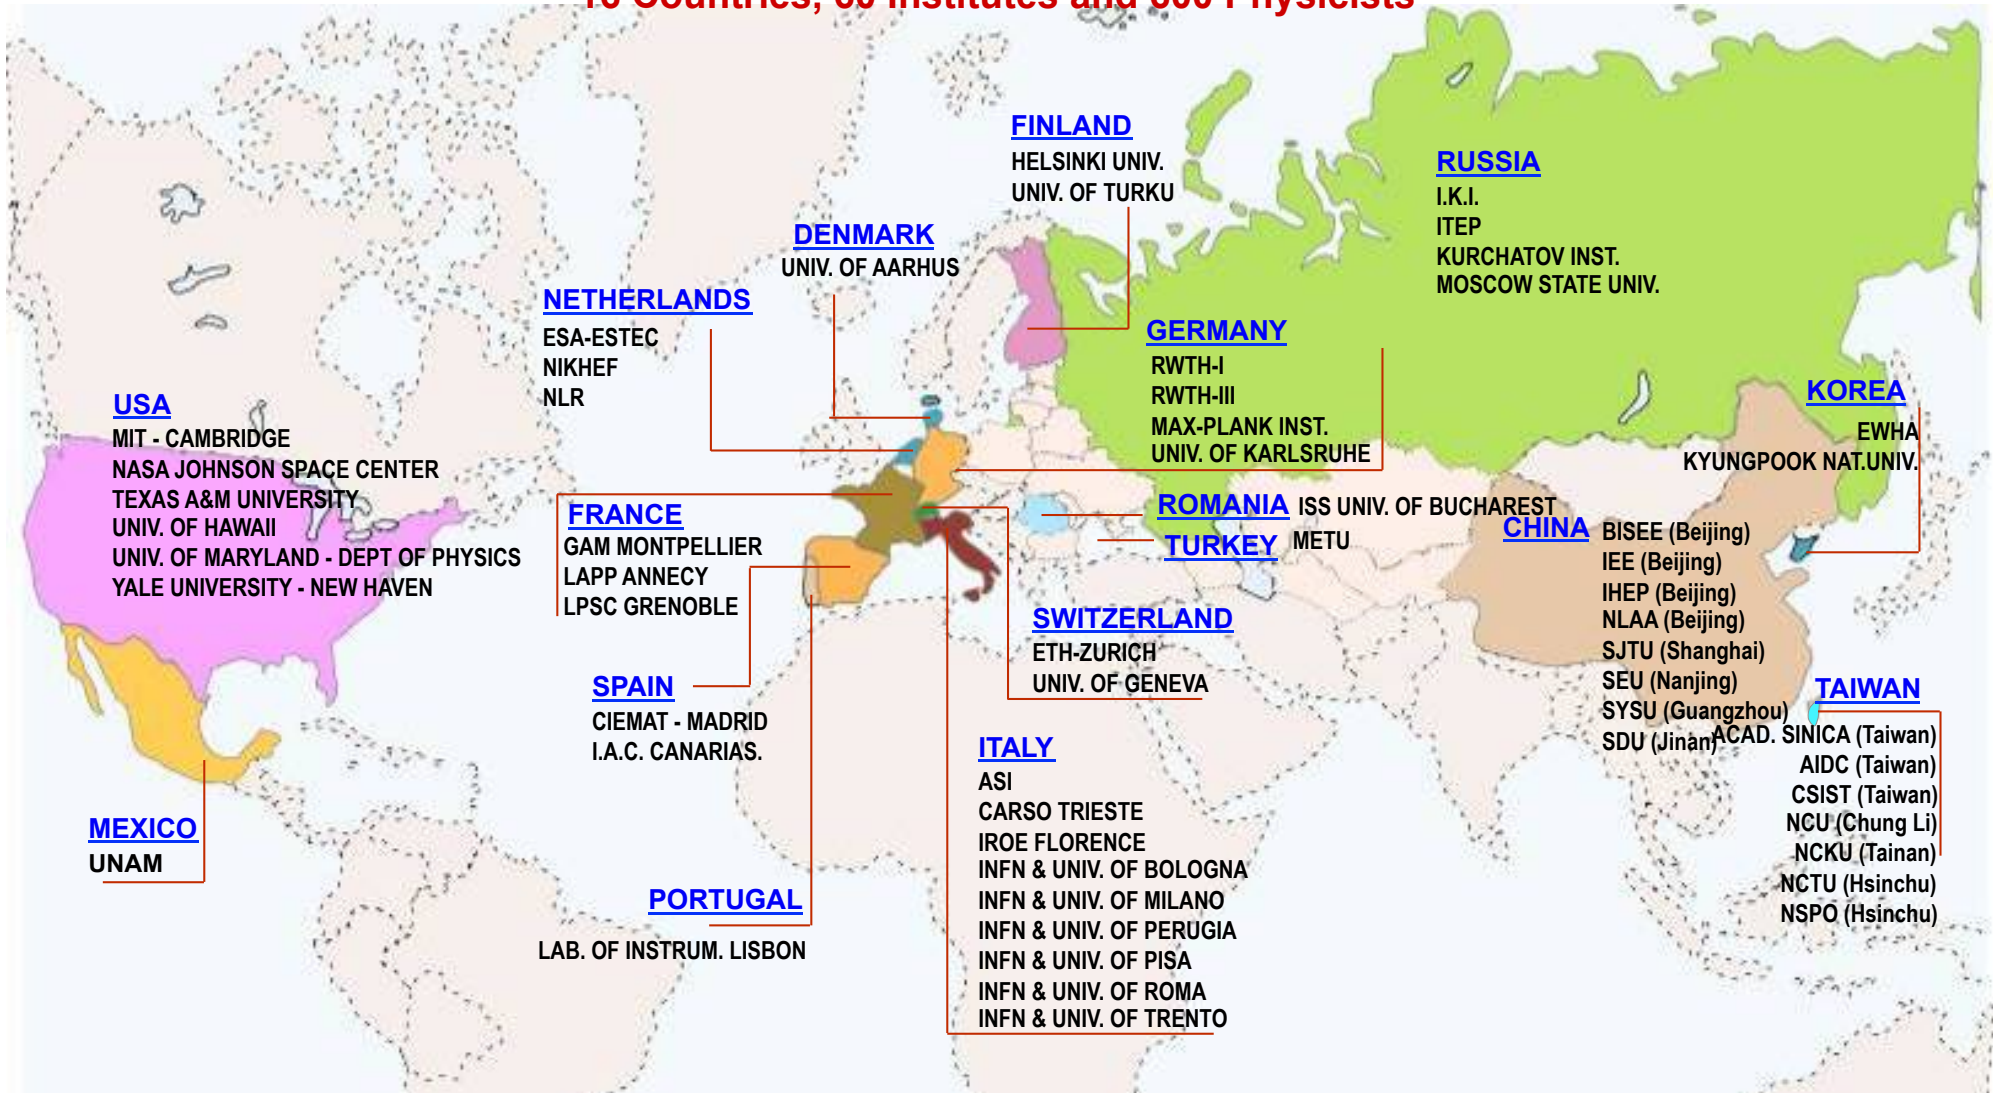 16 Countries, 60 Institutes and 600 Physicists
FINLAND
HELSINKI UNIV.
UNIV. OF TURKU
RUSSIA
I.K.I.
ITEP
KURCHATOV INST.
MOSCOW STATE UNIV.
DENMARK
UNIV. OF AARHUS
NETHERLANDS
ESA-ESTEC
NIKHEF
NLR
GERMANY
RWTH-I
RWTH-III
MAX-PLANK INST.
UNIV. OF KARLSRUHE
KOREA
EWHA
KYUNGPOOK NAT.UNIV.
USA
MIT - CAMBRIDGE
NASA JOHNSON SPACE CENTER
TEXAS A&M UNIVERSITY
UNIV. OF HAWAII
UNIV. OF MARYLAND - DEPT OF PHYSICS
YALE UNIVERSITY - NEW HAVEN
FRANCE
GAM MONTPELLIER
LAPP ANNECY
LPSC GRENOBLE
ROMANIA ISS UNIV. OF BUCHAREST
TURKEY METU
CHINA
BISEE (Beijing)
IEE (Beijing)
IHEP (Beijing)
NLAA (Beijing)
SJTU (Shanghai)
SEU (Nanjing)
SYSU (Guangzhou)
SDU (Jinan)
SWITZERLAND
ETH-ZURICH
UNIV. OF GENEVA
SPAIN
CIEMAT - MADRID
I.A.C. CANARIAS.
TAIWAN
ACAD. SINICA (Taiwan)
AIDC (Taiwan)
CSIST (Taiwan)
NCU (Chung Li)
NCKU (Tainan)
NCTU (Hsinchu)
NSPO (Hsinchu)
ITALY
ASI
CARSO TRIESTE
IROE FLORENCE
INFN & UNIV. OF BOLOGNA
INFN & UNIV. OF MILANO
INFN & UNIV. OF PERUGIA
INFN & UNIV. OF PISA
INFN & UNIV. OF ROMA
INFN & UNIV. OF TRENTO
MEXICO
UNAM
PORTUGAL
LAB. OF INSTRUM. LISBON